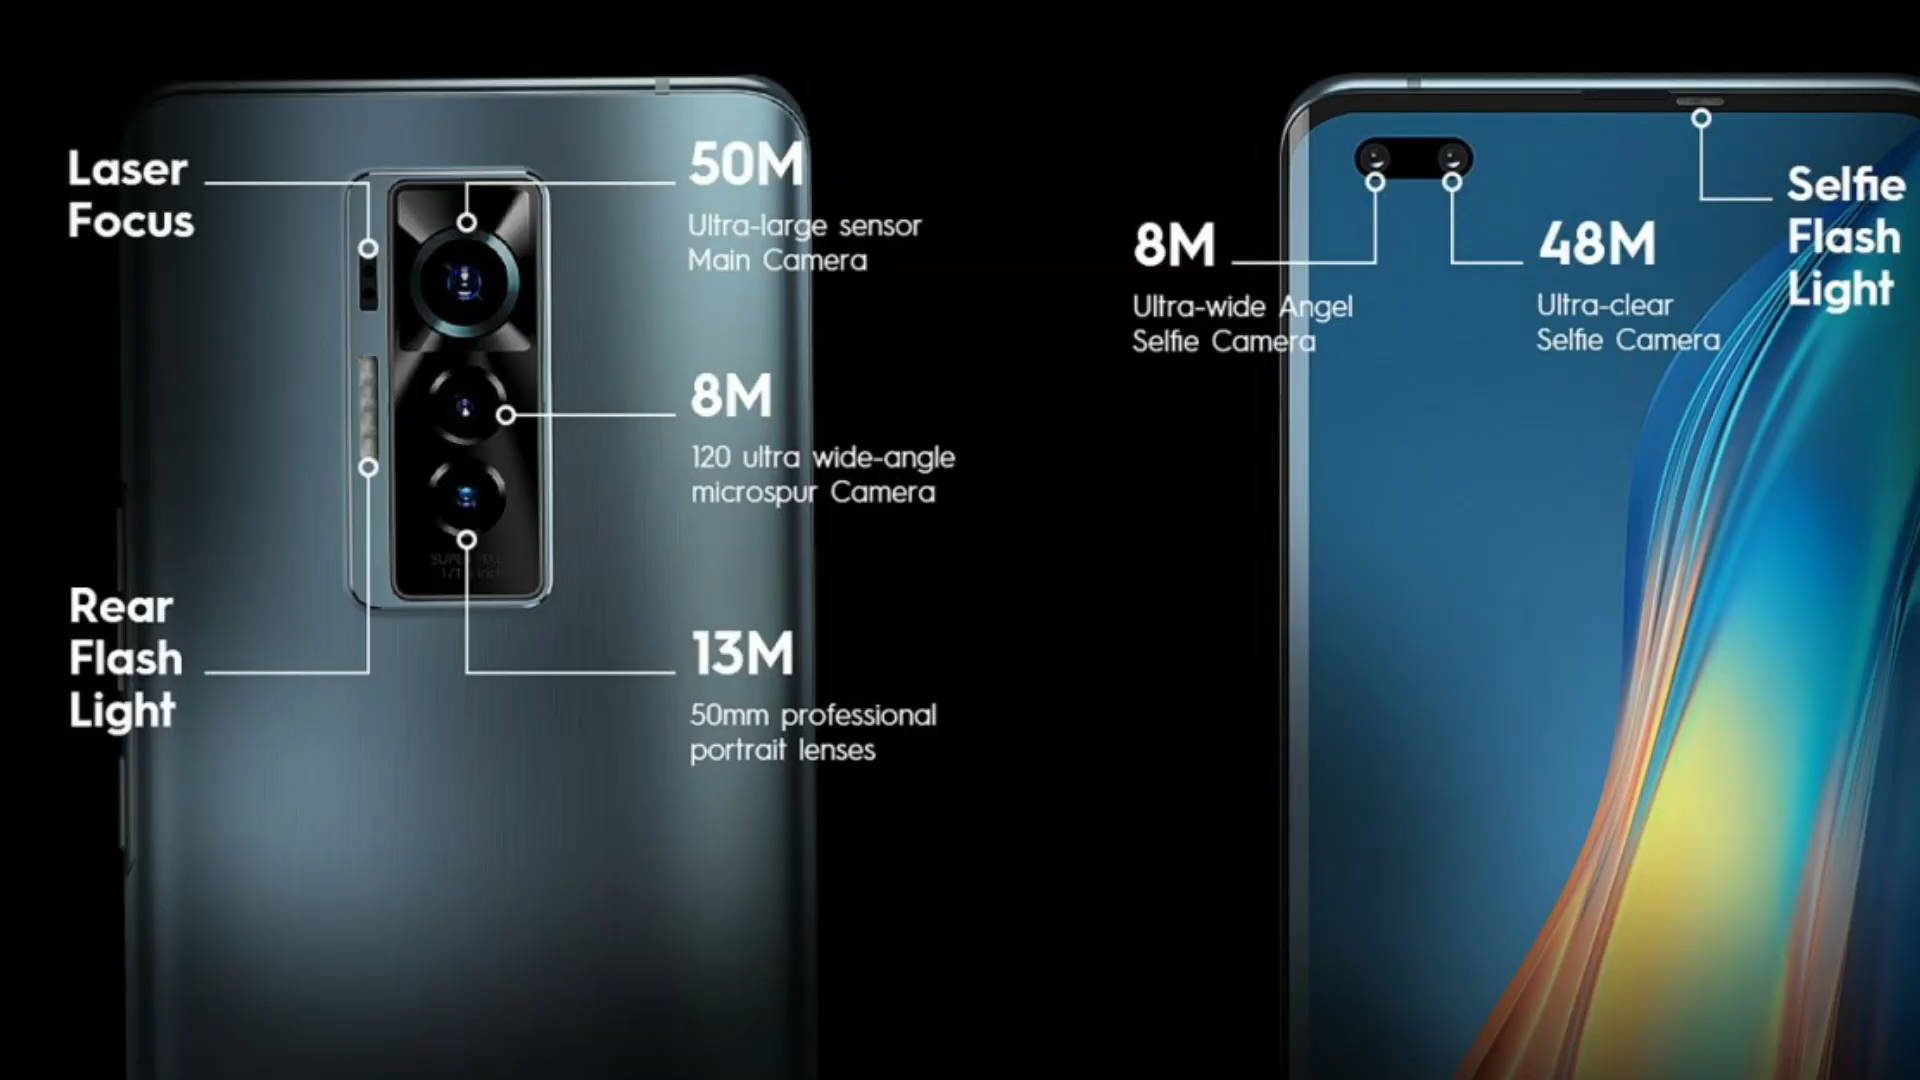 Laser
Focus
50M
Ultra-large sensor
Main Camera
8M
120 ultra wide-angle
microspur Camera
Rear
Flash
Light
13M
50mm professional
portrait lenses
8M
Ultra-wide Angel
Selfie Camera
48M
Ultra-clear
Selfie Camera
Selfie
Flash
Light